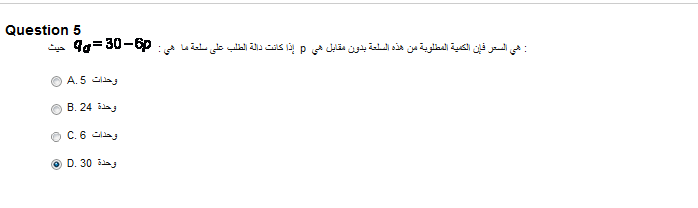 Question 5
إذا كانت دالة الطلب على سلعة ما هي : qd=30-6p حيث p هي السعر فإن الكمية المطلوبة من هذه السلعة بدون مقابل هي :
A. 5 وحدات
B. 24 وحدة
C. 6 وحدات
D. 30 وحدة